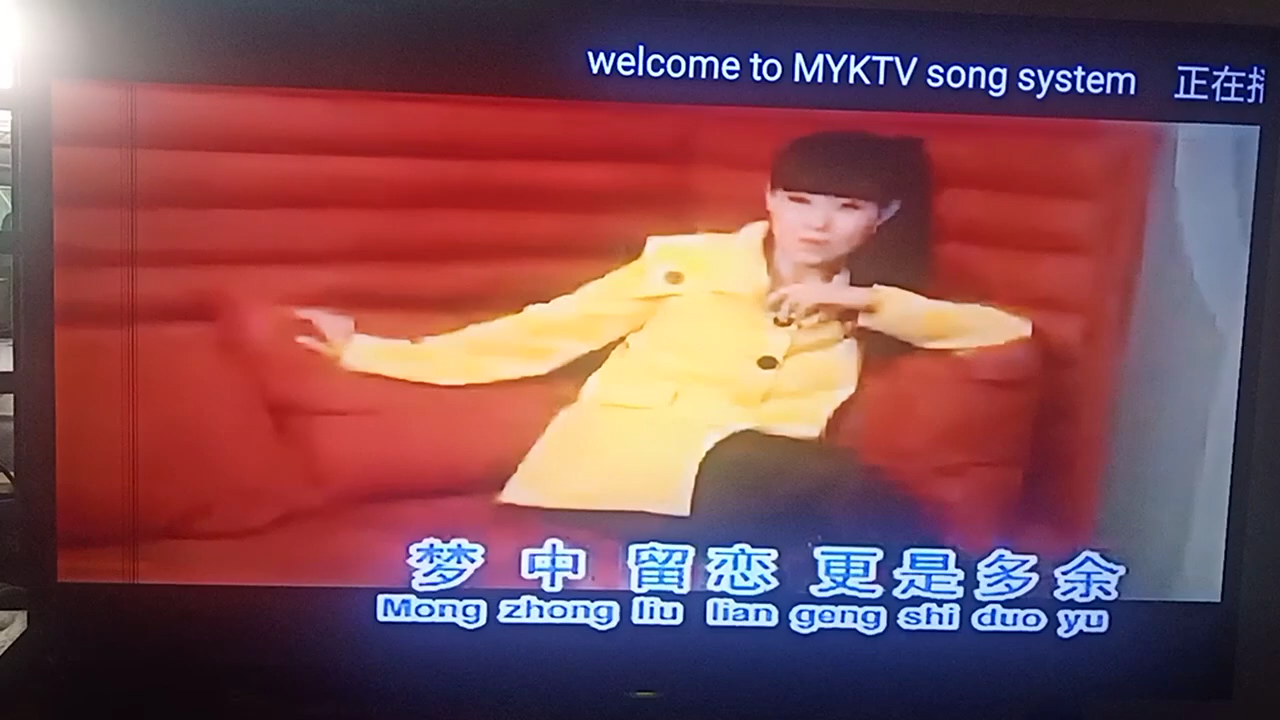 welcome to MYKTV song system 正在
梦中留恋更是多余
Mong zhong liu lian geng shi duo yu